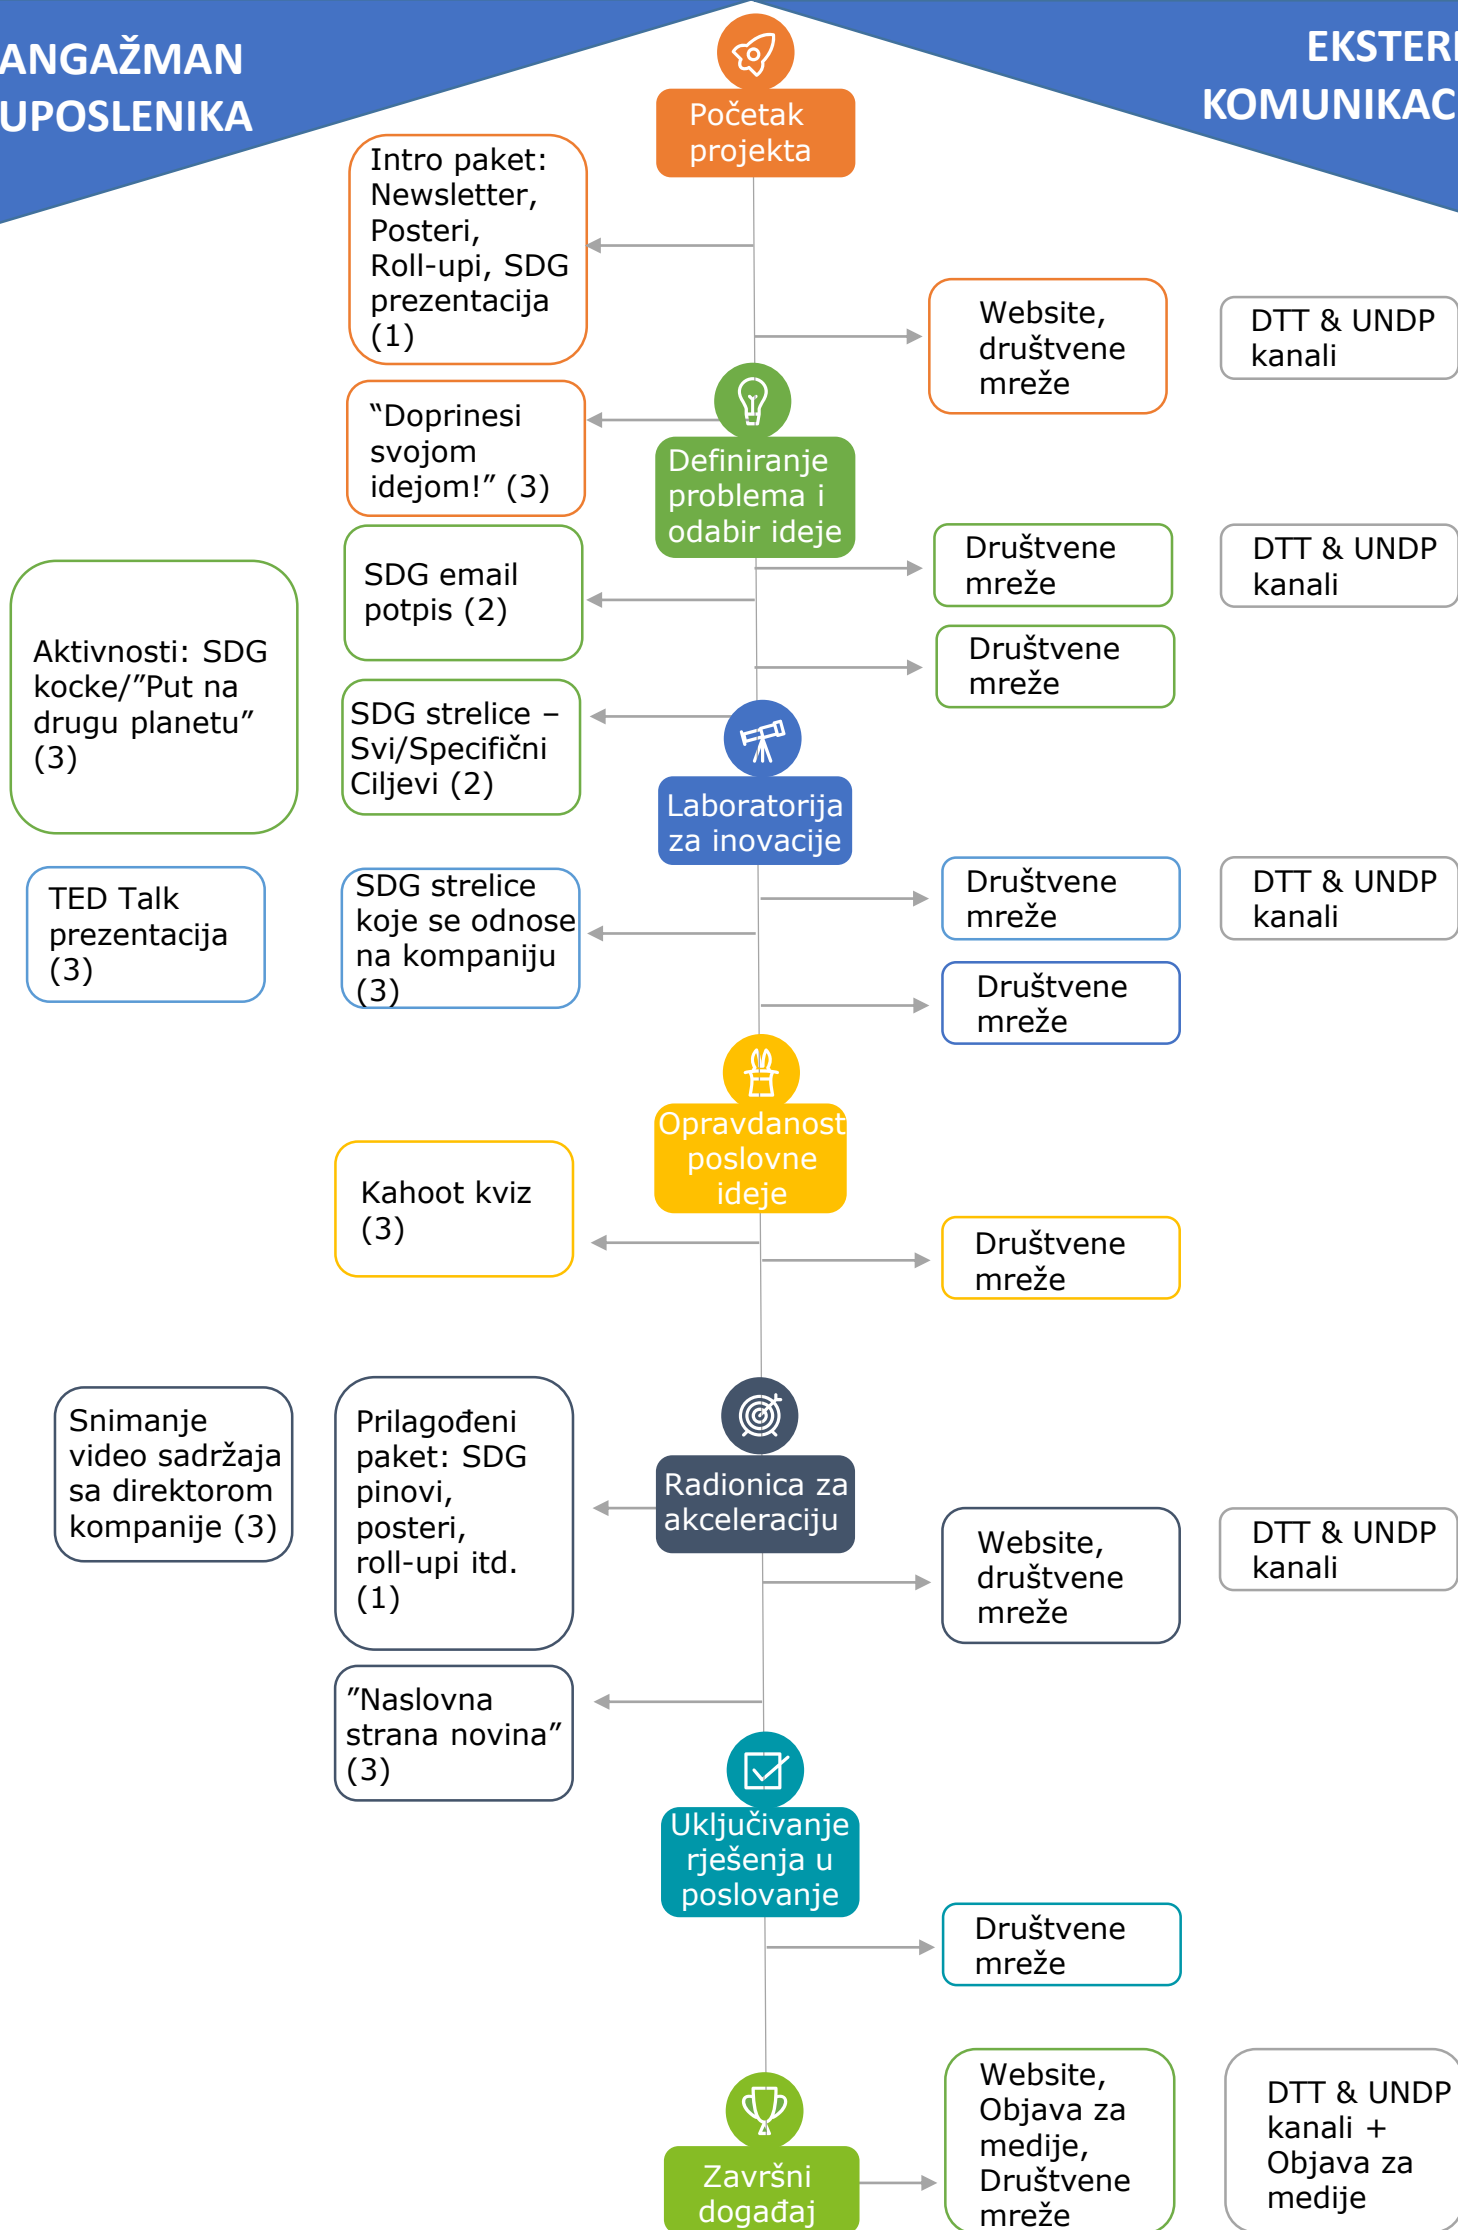 ANGAŽMAN
UPOSLENIKA
EKSTER
KOMUNIKAC
Početak
projekta
Intro paket:
Newsletter,
Posteri,
Roll-upi, SDG
prezentacija
(1)
Website,
društvene
mreže
DTT & UNDP
kanali
“Doprinesi
svojom
idejom!” (3)
Definiranje
problema i
odabir ideje
Društvene
mreže
DTT & UNDP
kanali
SDG email
potpis (2)
Aktivnosti: SDG
kocke/”Put na
drugu planetu”
(3)
Društvene
mreže
SDG strelice –
Svi/Specifični
Ciljevi (2)
Laboratorija
za inovacije
TED Talk
prezentacija
(3)
SDG strelice
koje se odnose
na kompaniju
(3)
Društvene
mreže
DTT & UNDP
kanali
Društvene
mreže
Opravdanost
poslovne
ideje
Kahoot kviz
(3)
Društvene
mreže
Snimanje
video sadržaja
sa direktorom
kompanije (3)
Prilagođeni
paket: SDG
pinovi,
posteri,
roll-upi itd.
(1)
Radionica za
akceleraciju
Website,
društvene
mreže
DTT & UNDP
kanali
”Naslovna
strana novina”
(3)
Uključivanje
rješenja u
poslovanje
Društvene
mreže
Završni
događaj
Website,
Objava za
medije,
Društvene
mreže
DTT & UNDP
kanali +
Objava za
medije